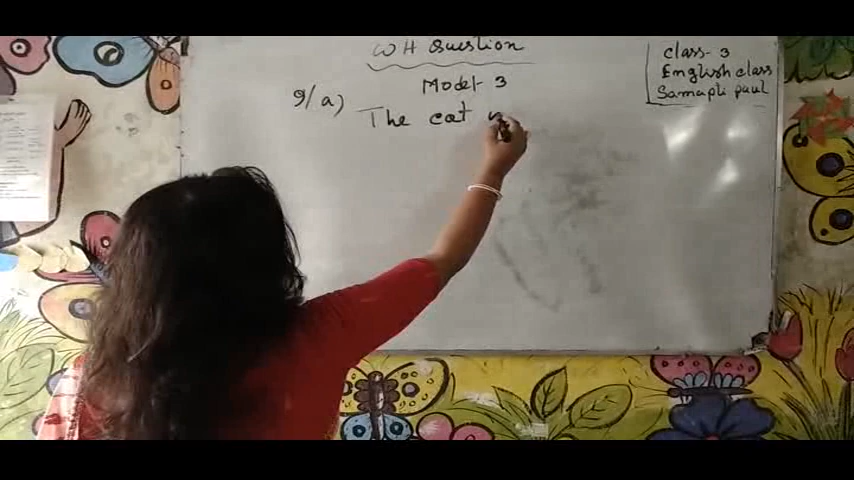 WH Question
Model- 3
9/a) The cat
class- 3
English class
Samapti paul